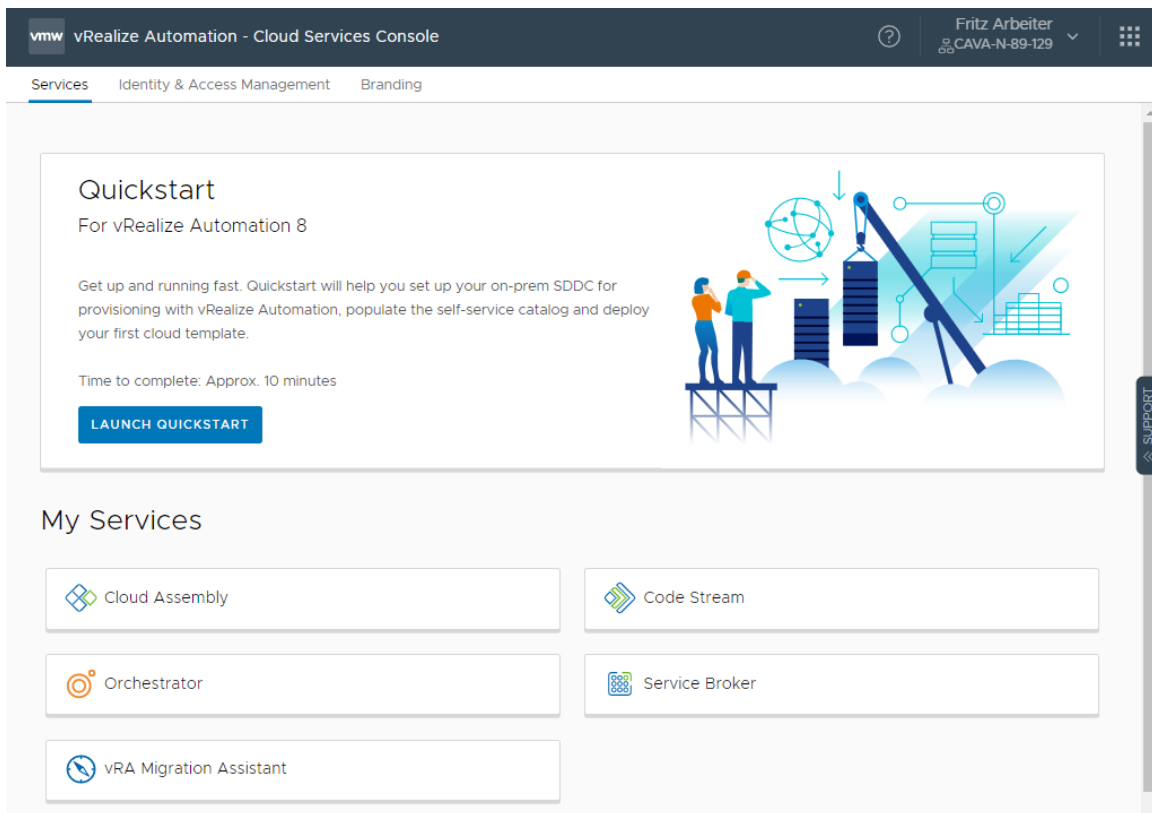 vmw vRealize Automation - Cloud Services Console
Fritz Arbeiter
CAVA-N-89-129
Services Identity & Access Management Branding
Quickstart
For vRealize Automation 8
Get up and running fast. Quickstart will help you set up your on-prem SDDC for
provisioning with vRealize Automation, populate the self-service catalog and deploy
your first cloud template.
Time to complete: Approx. 10 minutes
LAUNCH QUICKSTART
SUPPORT
My Services
Cloud Assembly
Code Stream
Orchestrator
Service Broker
vRA Migration Assistant